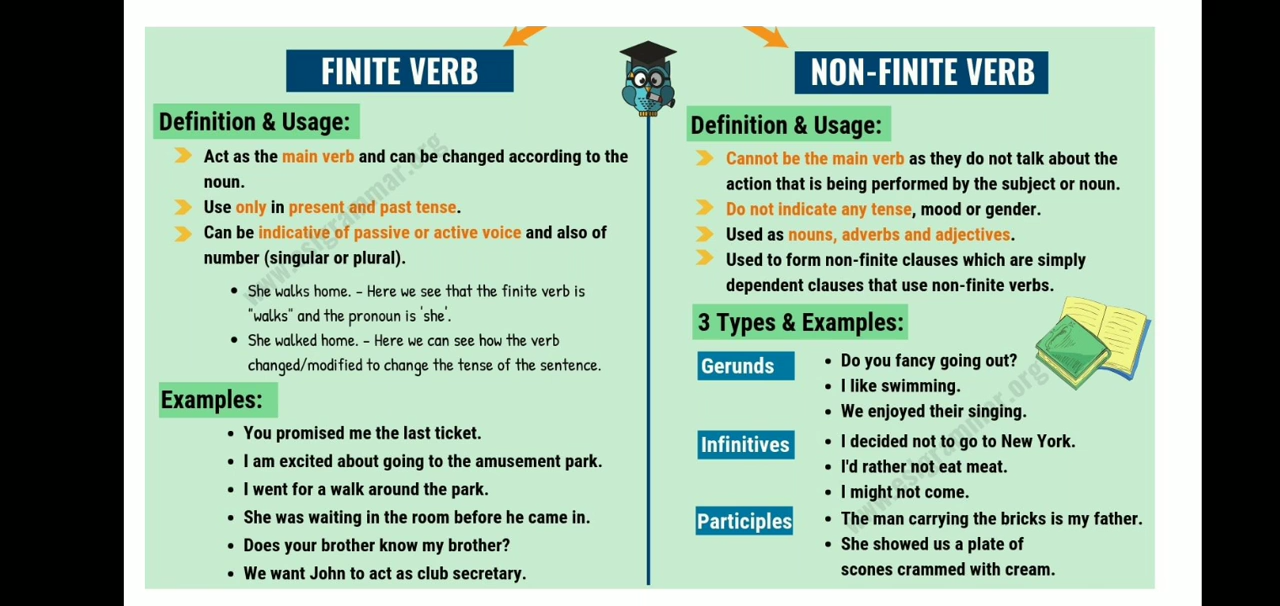 FINITE VERB
Definition & Usage:
Act as the main verb and can be changed according to the
noun.
Use only in present and past tense.
Can be indicative of passive or active voice and also of
number (singular or plural).
She walks home. – Here we see that the finite verb is
"walks" and the pronoun is 'she'.
She walked home. – Here we can see how the verb
changed/modified to change the tense of the sentence.
Examples:
You promised me the last ticket.
I am excited about going to the amusement park.
I went for a walk around the park.
She was waiting in the room before he came in.
Does your brother know my brother?
We want John to act as club secretary.
www.eslgrammar.org
NON-FINITE VERB
Definition & Usage:
Cannot be the main verb as they do not talk about the
action that is being performed by the subject or noun.
Do not indicate any tense, mood or gender.
Used as nouns, adverbs and adjectives.
Used to form non-finite clauses which are simply
dependent clauses that use non-finite verbs.
3 Types & Examples:
Gerunds
Do you fancy going out?
I like swimming.
We enjoyed their singing.
Infinitives
I decided not to go to New York.
I'd rather not eat meat.
I might not come.
Participles
The man carrying the bricks is my father.
She showed us a plate of
scones crammed with cream.
www.eslgrammar.org